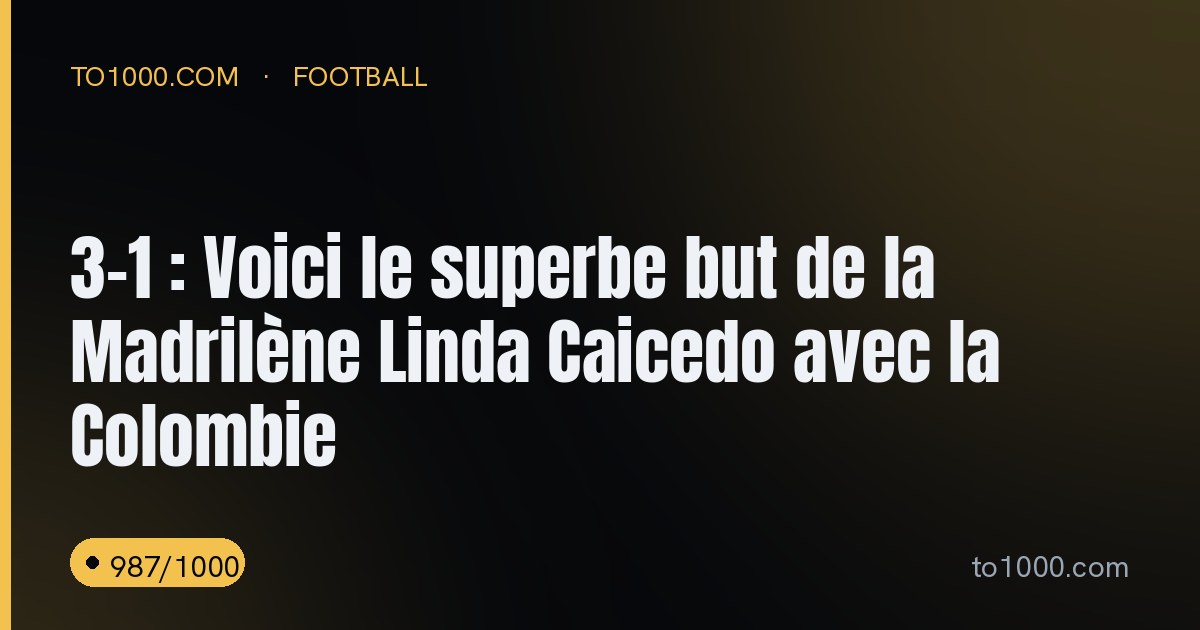 TO1000.COM · FOOTBALL
3-1 : Voici le superbe but de la
Madrilène Linda Caicedo avec la
Colombie
987/1000
to1000.com